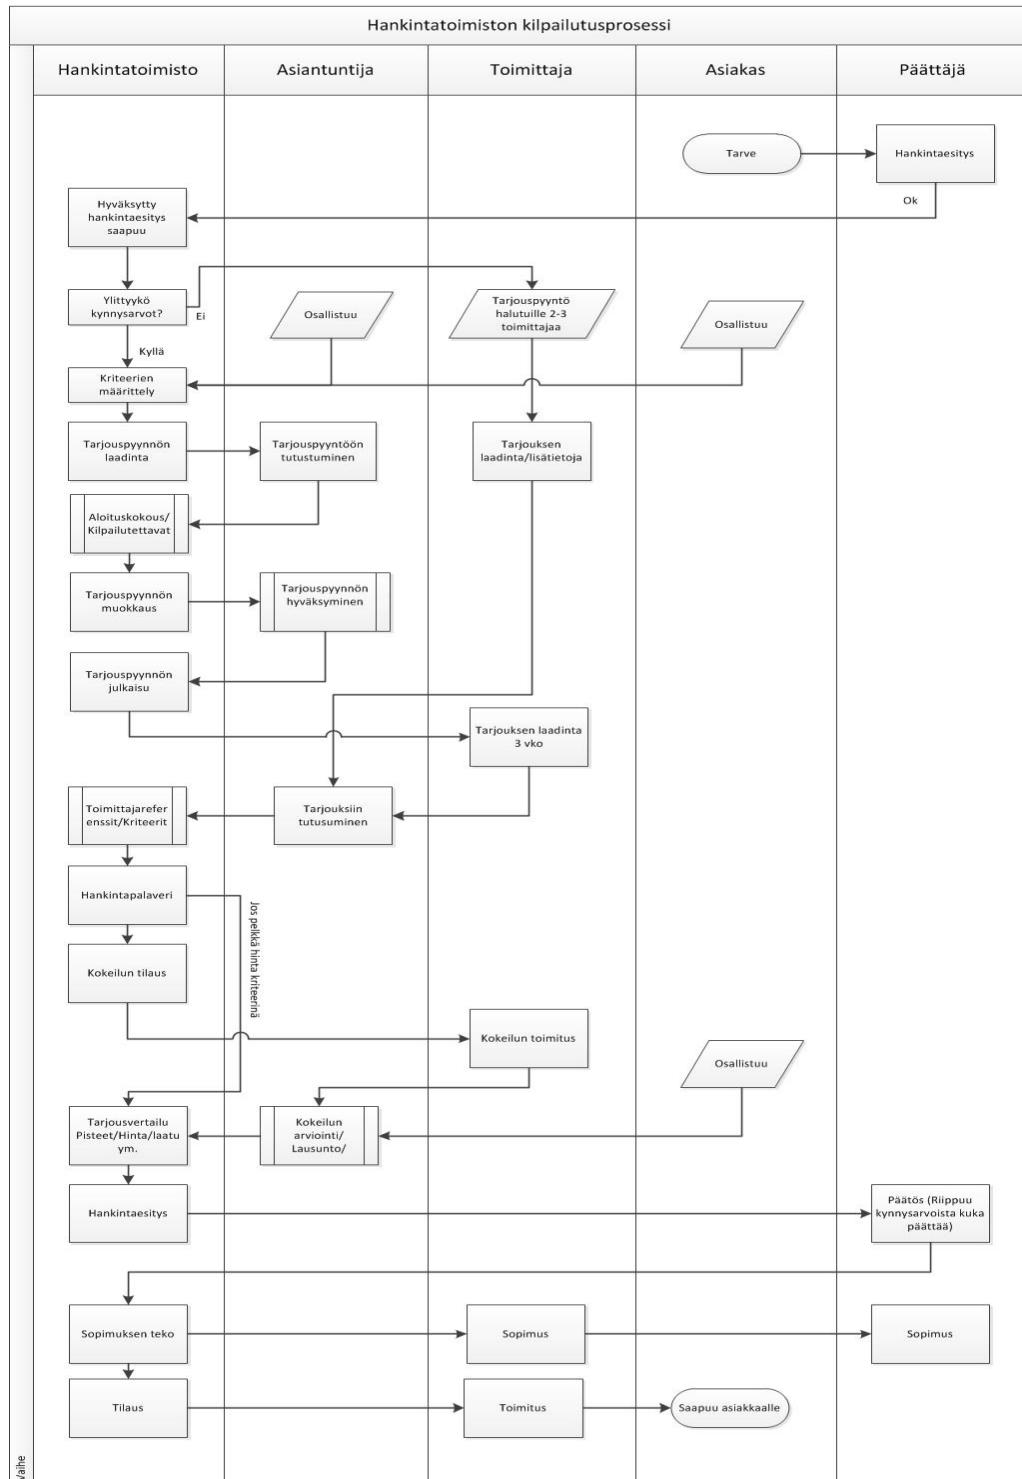 Hankintatoimiston kilpailutusprosessi
Hankintatoimisto
Asiantuntija
Toimittaja
Asiakas
Päättäjä
Tarve
Hankintaesitys
Ok
Hyväksytty
hankintaesitys
saapuu
Ylittyykö
kynnysarvot?
Ei
Kyllä
Osallistuu
Tarjouspyyntö
halutuille 2-3
toimittajaa
Osallistuu
Kriteerien
määrittely
Tarjouspyynnön
laadinta
Tarjouspyyntöön
tutustuminen
Tarjouksen
laadinta/lisätietoja
Aloituskokous/
Kilpailutettavat
Tarjouspyynnön
muokkaus
Tarjouspyynnön
hyväksyminen
Tarjouspyynnön
julkaisu
Tarjouksen laadinta
3 vko
Toimittajarefer
enssit/Kriteerit
Tarjouksiin
tutusuminen
Hankintapalaveri
Jos pelkkä hinta kriteerinä
Kokeilun tilaus
Kokeilun toimitus
Osallistuu
Tarjousvertailu
Pisteet/Hinta/laatu
ym.
Kokeilun
arviointi/
Lausunto/
Hankintaesitys
Päätös (Riippuu
kynnysarvoista kuka
päättää)
Sopimuksen teko
Sopimus
Sopimus
Tilaus
Toimitus
Saapuu asiakkaalle
Vaihe